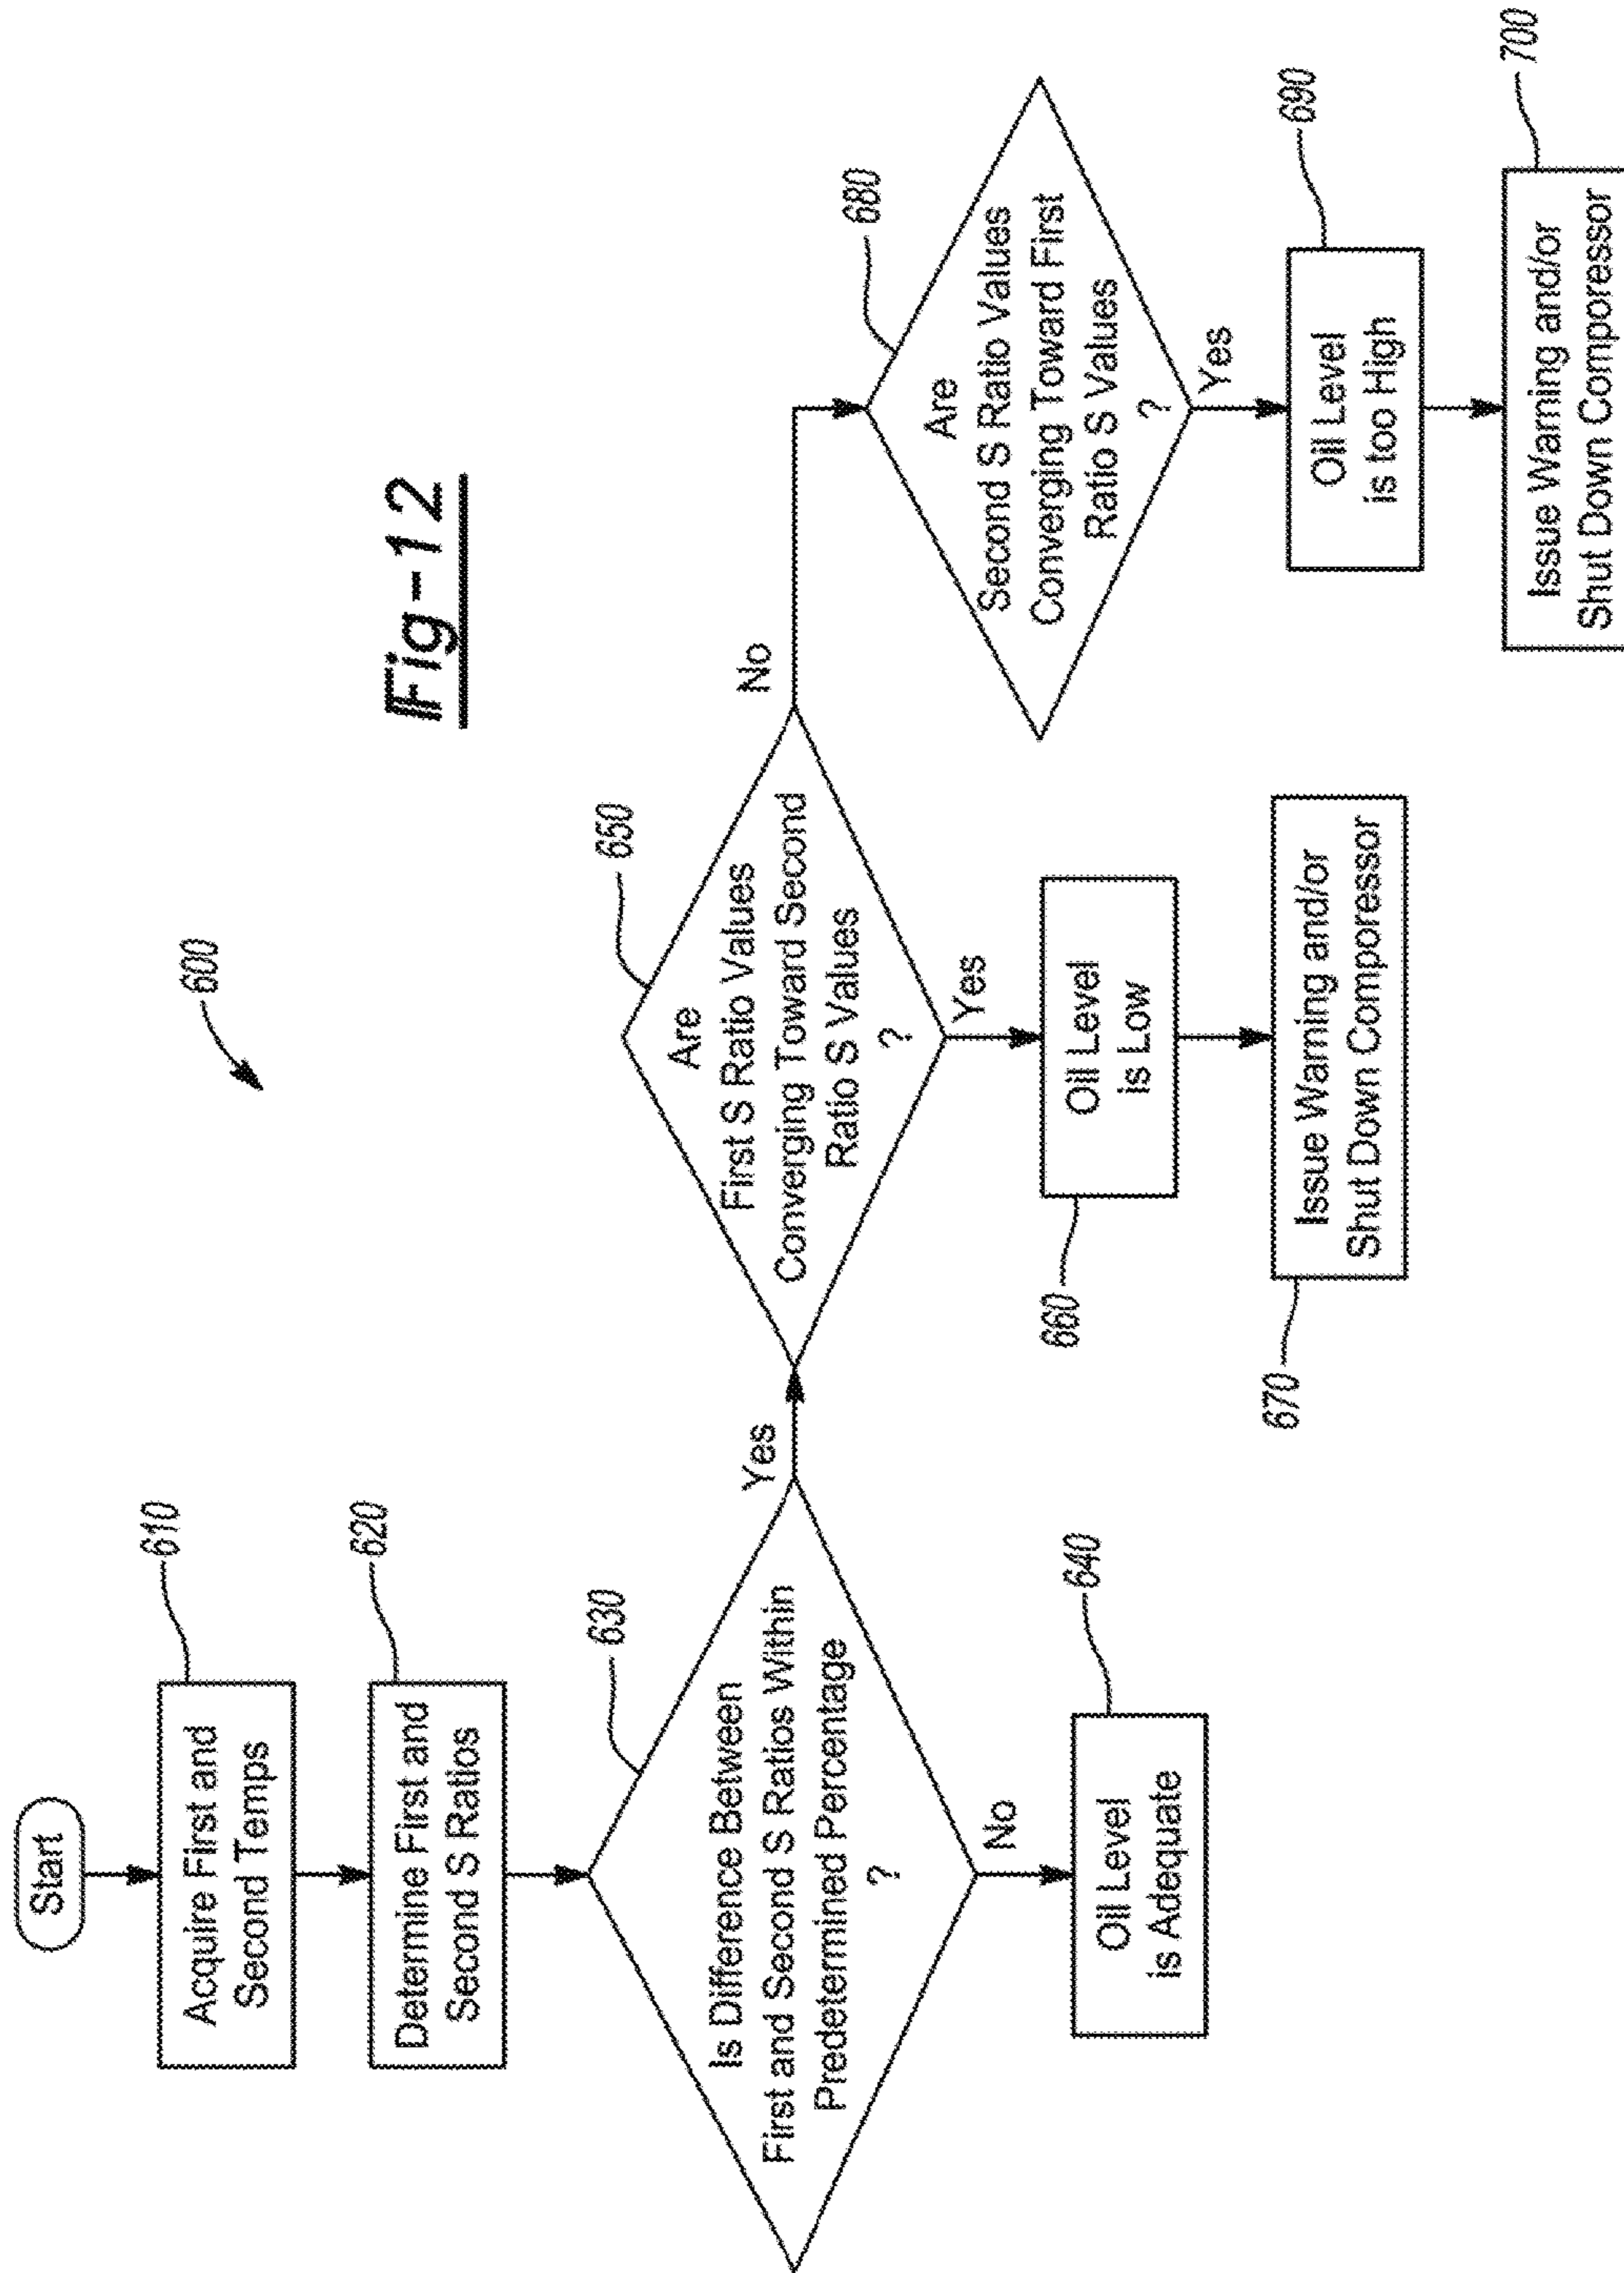 Fig-12
600
Start
Acquire First and
Second Temps
610
Determine First and
Second S Ratios
620
Is Difference Between
First and Second S Ratios Within
Predetermined Percentage
?
630
Yes
No
Oil Level
is Adequate
640
Are
First S Ratio Values
Converging Toward Second
Ratio S Values
?
650
No
Yes
Oil Level
is Low
660
Issue Warning and/or
Shut Down Comporessor
670
Are
Second S Ratio Values
Converging Toward First
Ratio S Values
?
680
Yes
Oil Level
is too High
690
Issue Warning and/or
Shut Down Comporessor
700